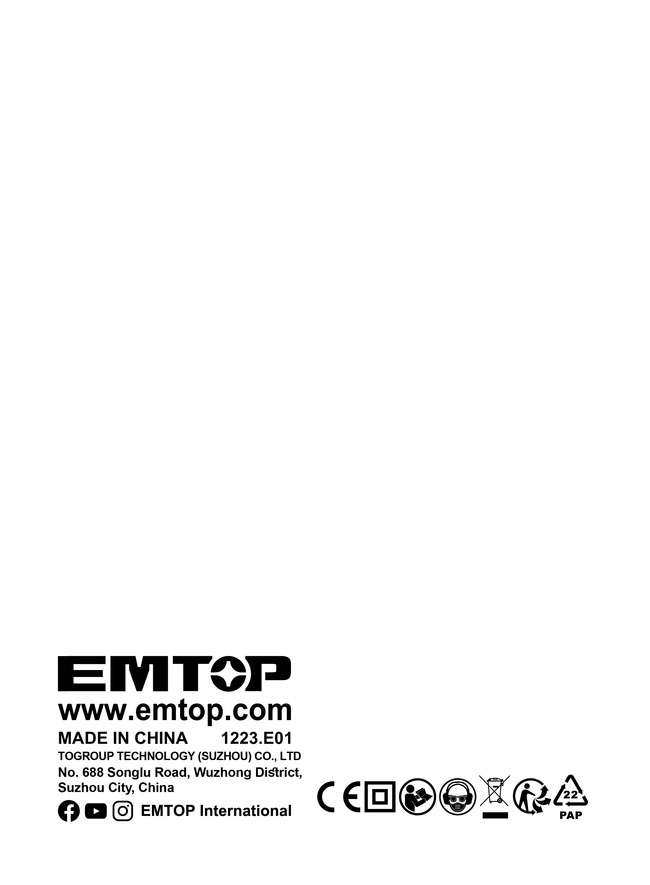 EMTOP
www.emtop.com
MADE IN CHINA 1223.E01
TOGROUP TECHNOLOGY (SUZHOU) CO., LTD
No. 688 Songlu Road, Wuzhong District,
Suzhou City, China
EMTOP International
CE
22
PAP